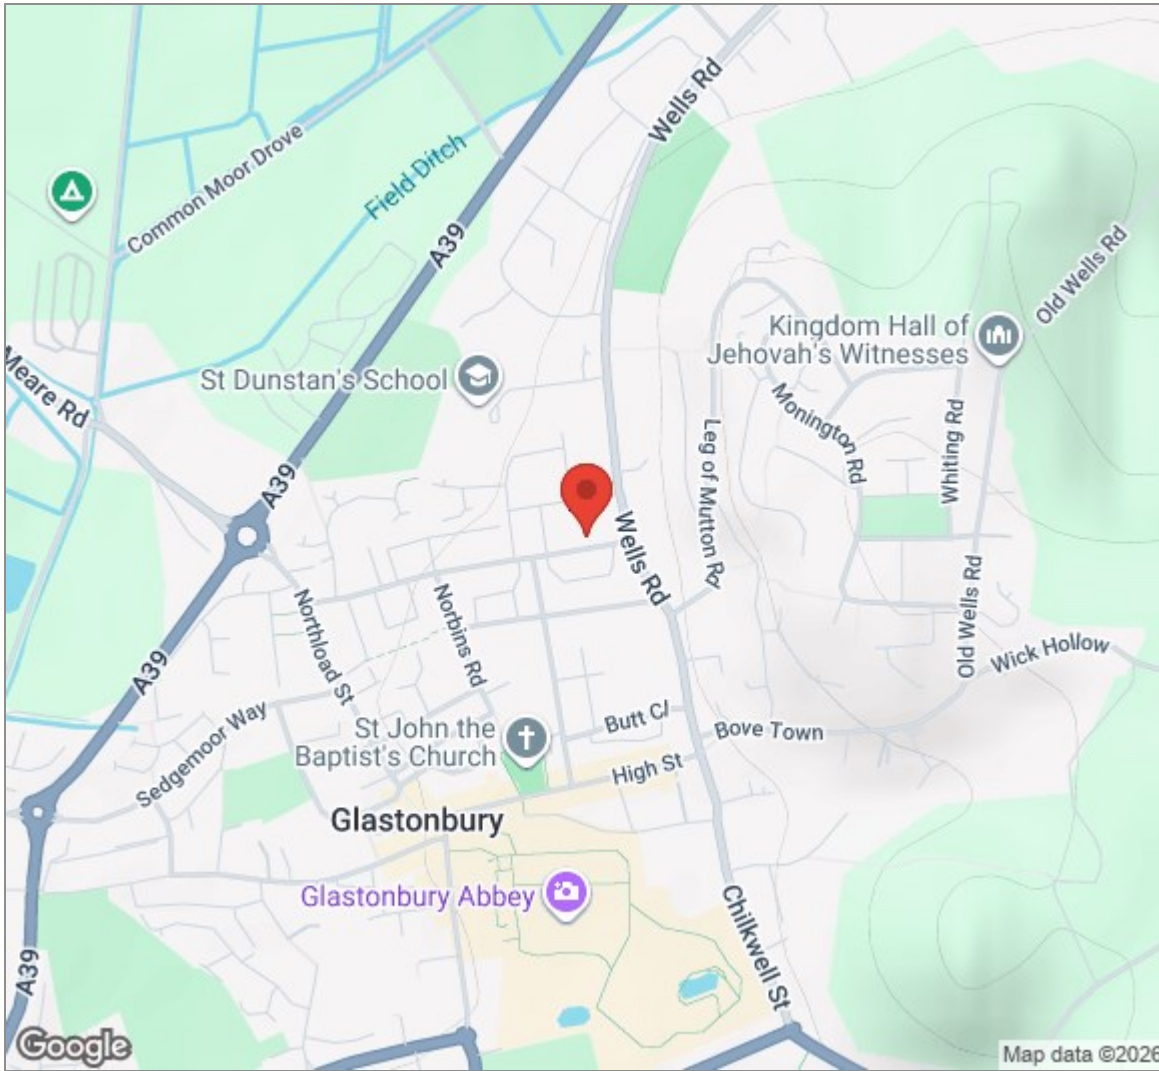 Wells Rd
Common Moor Drove
Field Ditch
A39
Old Wells Rd
Kingdom Hall of
Jehovah's Witnesses
Meare Rd
St Dunstan's School
Monington Rd
Leg of Mutton Rd
Whiting Rd
A39
Wells Rd
Northload St
Norbins Rd
Old Wells Rd
Wick Hollow
A39
Sedgemoor Way
St John the
Baptist's Church
Butt Cl
Bove Town
High St
Glastonbury
Glastonbury Abbey
Chilkwell St
A39
Google
Map data ©2026